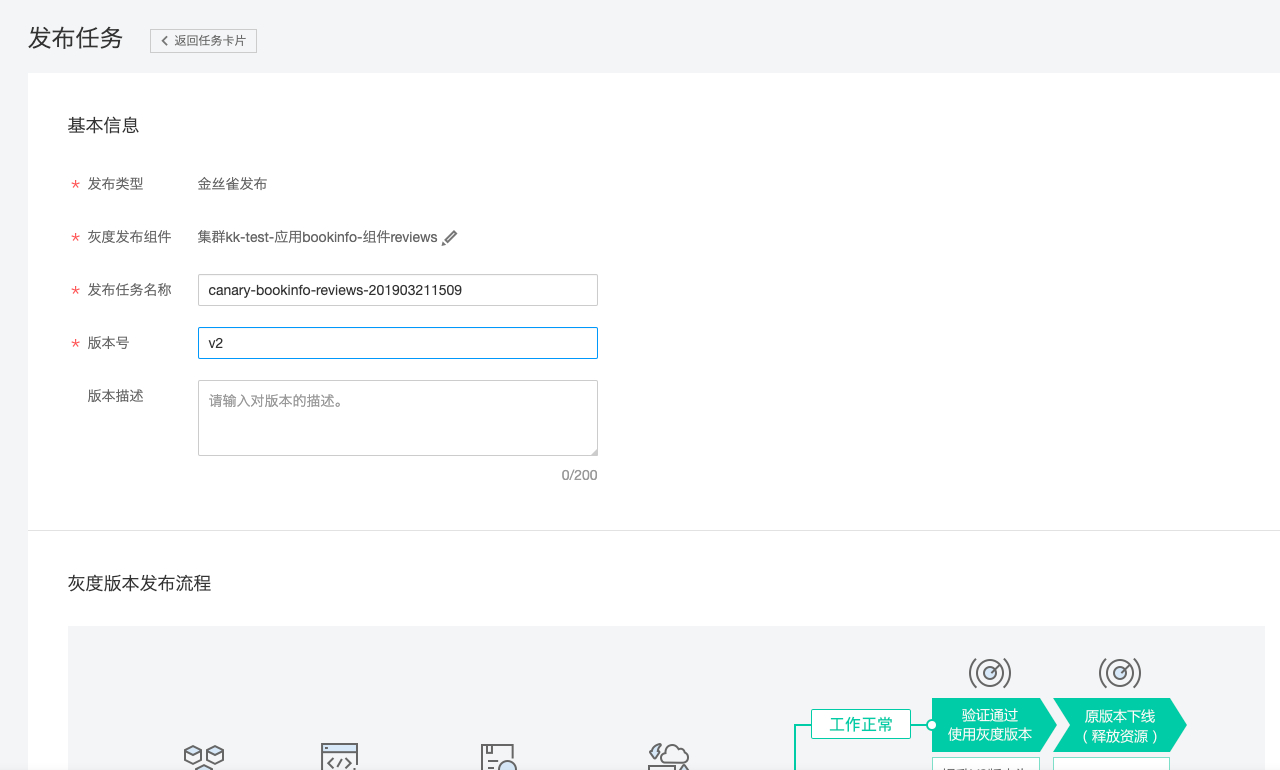 发布任务
返回任务卡片
基本信息
* 发布类型 金丝雀发布
* 灰度发布组件 集群kk-test-应用bookinfo-组件reviews
* 发布任务名称 canary-bookinfo-reviews-201903211509
* 版本号 v2
版本描述 请输入对版本的描述。
0/200
灰度版本发布流程
工作正常
验证通过
使用灰度版本
原版本下线
（释放资源）